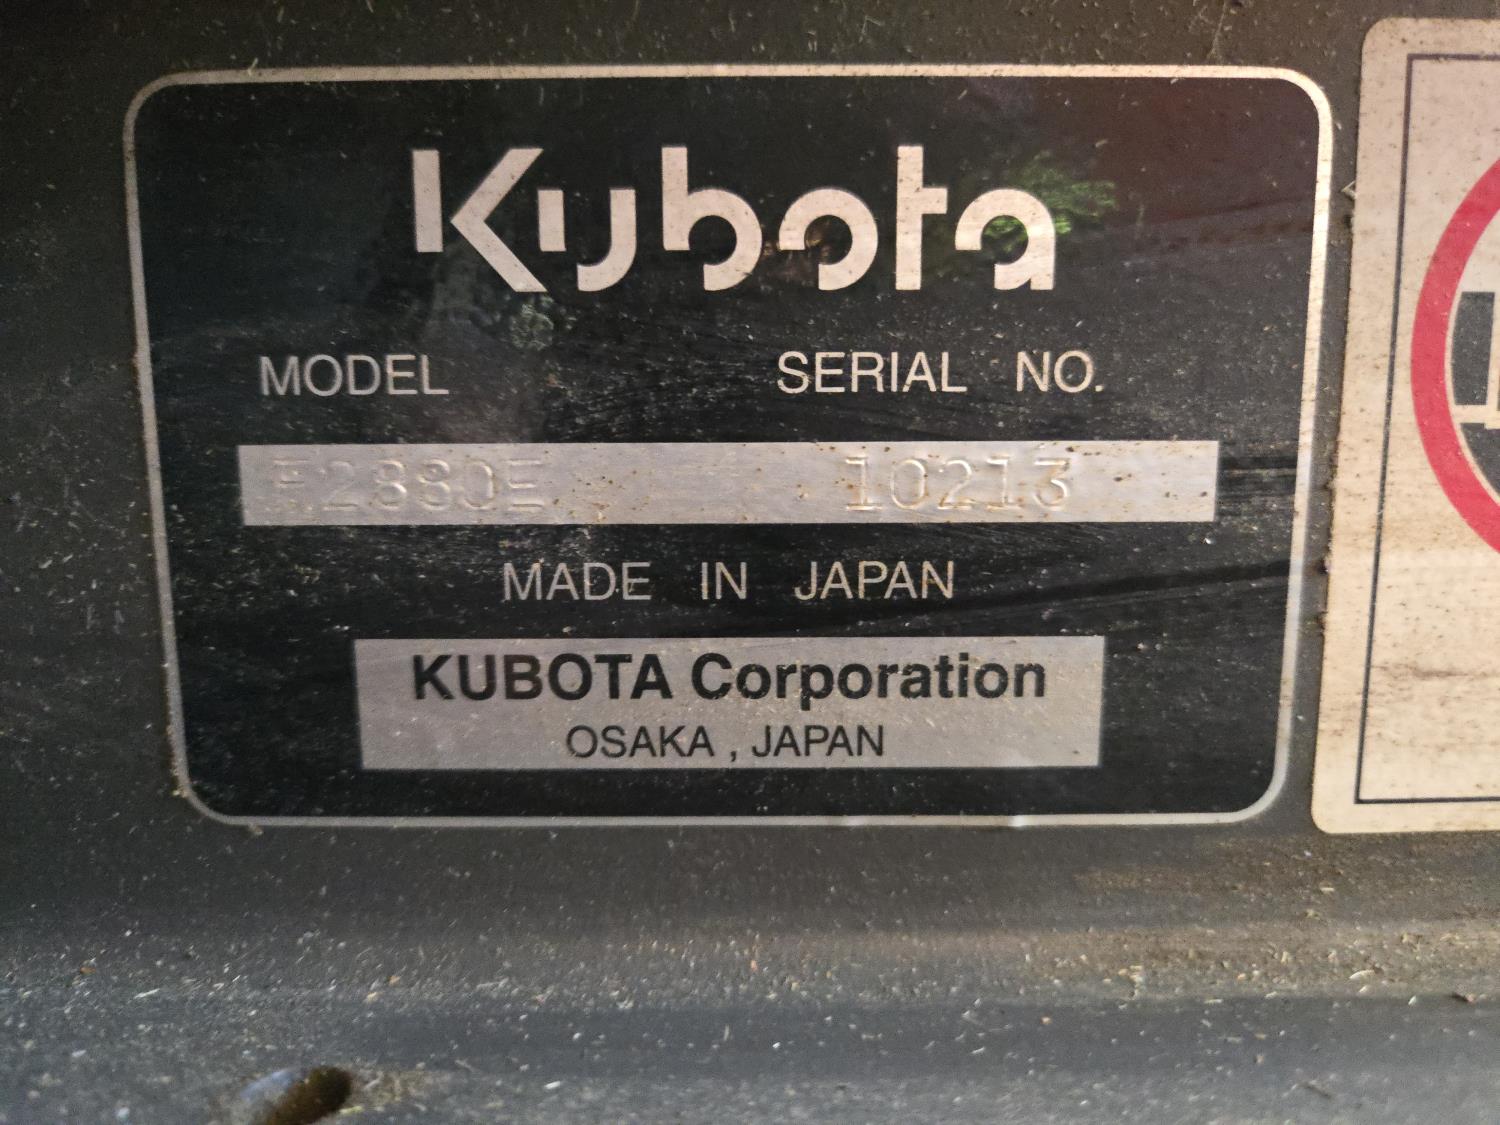 Kubota
MODEL SERIAL NO.
F2880E 10213
MADE IN JAPAN
KUBOTA Corporation
OSAKA , JAPAN